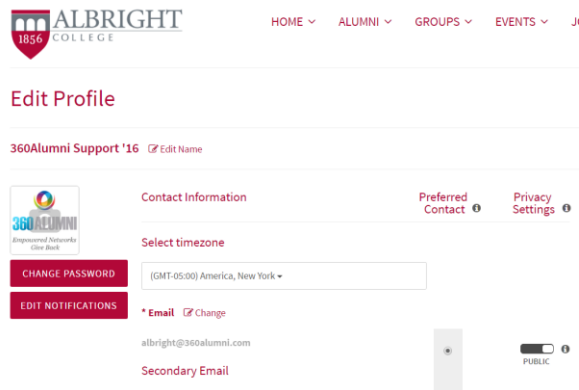 ALBRIGHT
COLLEGE
1856
HOME ALUMNI GROUPS EVENTS
Edit Profile
360Alumni Support '16 Edit Name
360ALUMNI
Empowered Networks
Give Back
CHANGE PASSWORD
EDIT NOTIFICATIONS
Contact Information
Preferred
Contact
Privacy
Settings
Select timezone
(GMT-05:00) America, New York
* Email Change
albright@360alumni.com
PUBLIC
Secondary Email